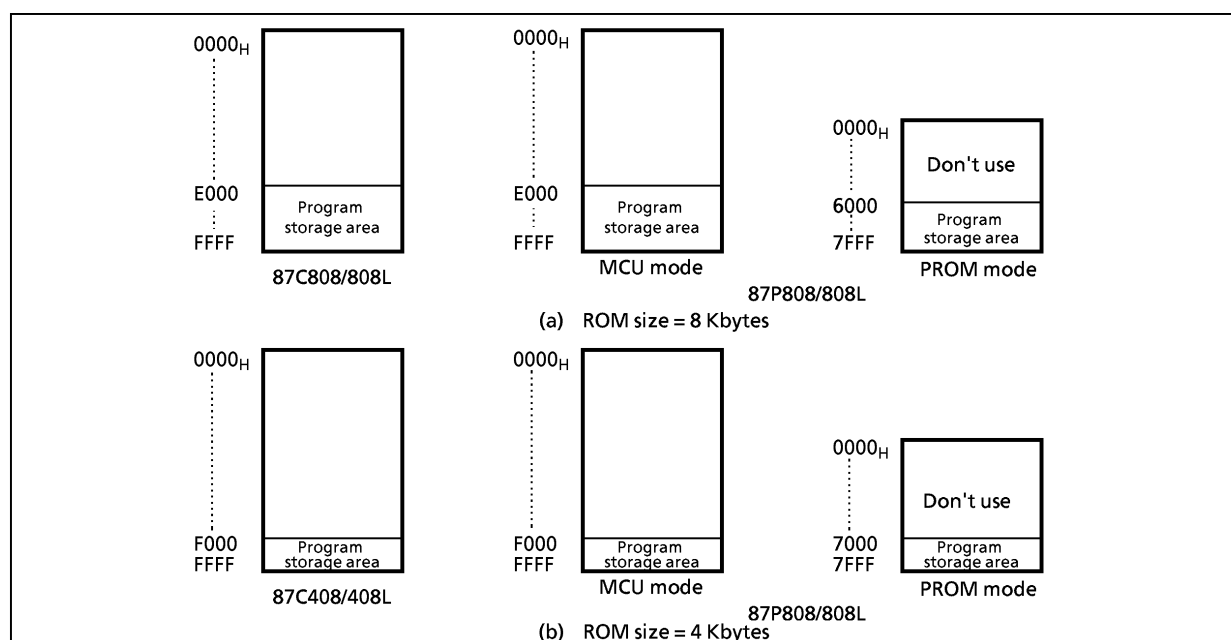 0000H
E000
FFFF
Program
storage area
87C808/808L
0000H
E000
FFFF
Program
storage area
MCU mode
0000H
6000
7FFF
Don't use
Program
storage area
PROM mode
87P808/808L
(a) ROM size = 8 Kbytes
0000H
F000
FFFF
Program
storage area
87C408/408L
0000H
F000
FFFF
Program
storage area
MCU mode
0000H
7000
7FFF
Don't use
Program
storage area
PROM mode
87P808/808L
(b) ROM size = 4 Kbytes